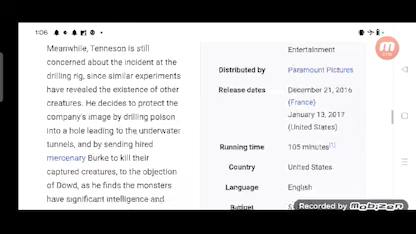 1:06
Meanwhile, Tenneson is still
concerned about the incident at the
drilling rig, since similar experiments
have revealed the existence of other
creatures. He decides to protect the
company's image by drilling poison
into a hole leading to the underwater
tunnels, and by sending hired
mercenary Burke to kill their
captured creatures, to the objection
of Dowd, as he finds the monsters
have significant intelligence and
Entertainment
Distributed by Paramount Pictures
Release dates December 21, 2016
(France)
January 13, 2017
(United States)
Running time 105 minutes[1]
Country United States
Language English
Budget
Recorded by mobizen